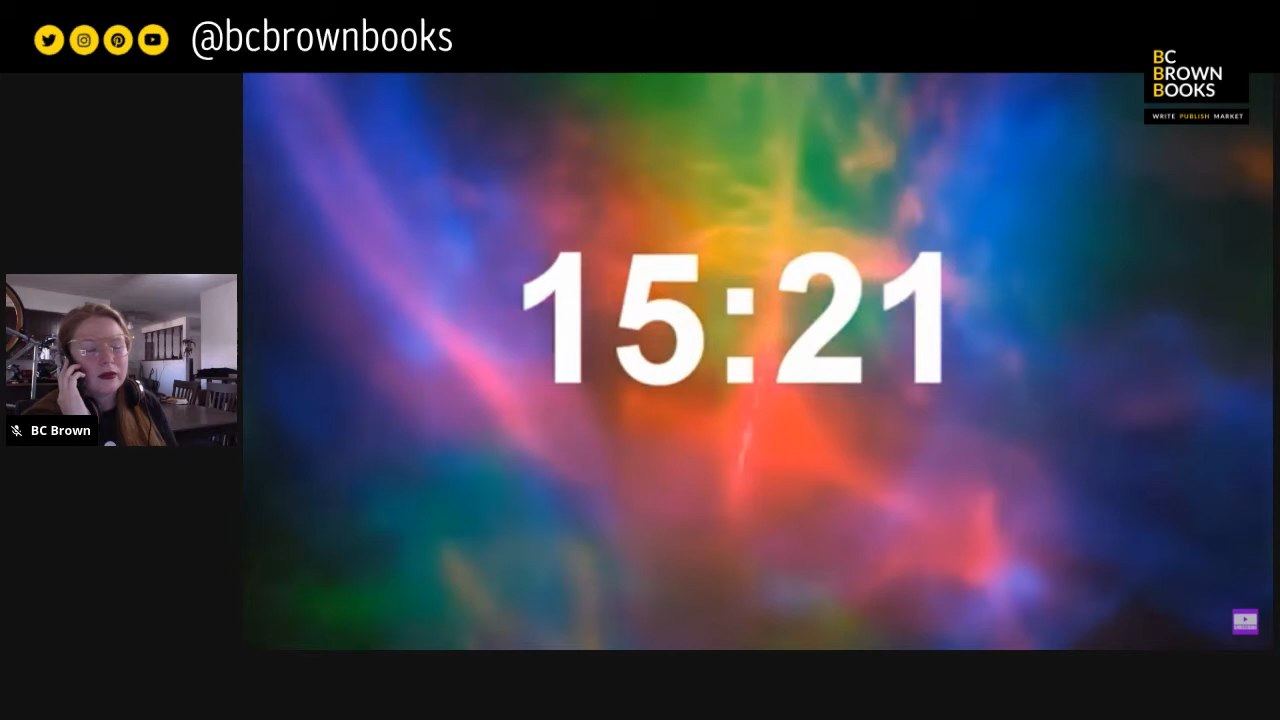 @bcbrownbooks
BC
BROWN
BOOKS
WRITE PUBLISH MARKET
15:21
BC Brown